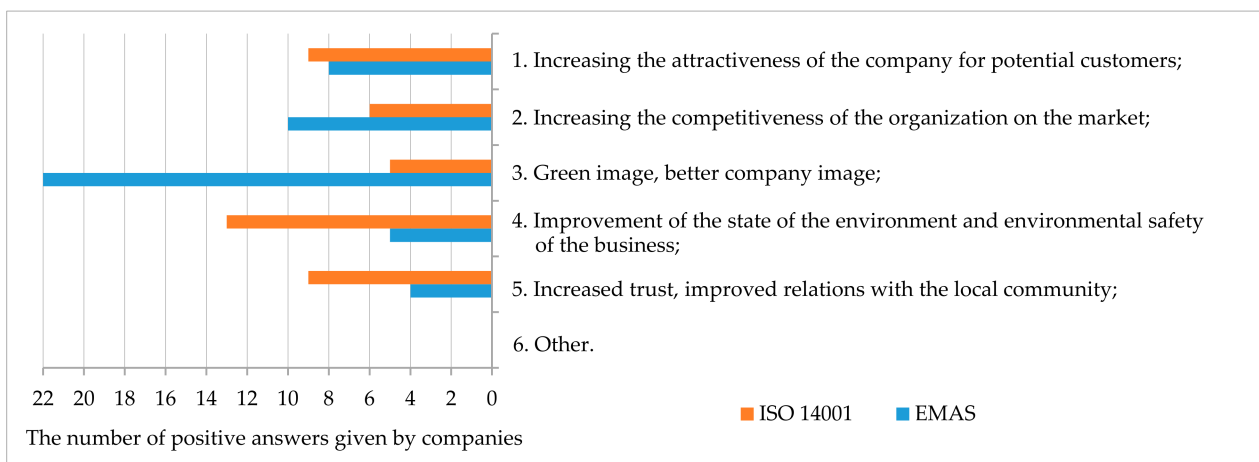 1. Increasing the attractiveness of the company for potential customers;
2. Increasing the competitiveness of the organization on the market;
3. Green image, better company image;
4. Improvement of the state of the environment and environmental safety
of the business;
5. Increased trust, improved relations with the local community;
6. Other.
22 20 18 16 14 12 10 8 6 4 2 0
The number of positive answers given by companies
ISO 14001 EMAS